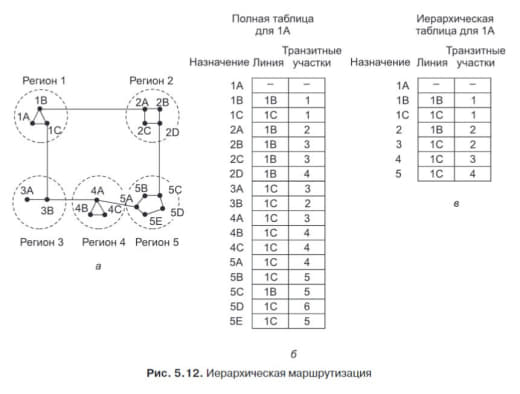 Регион 1 Регион 2
1B 2A 2B
1A 1C 2C 2D
3A 4A 5B 5C
3B 4B 4C 5A 5D
5E
Регион 3 Регион 4 Регион 5
а
Полная таблица
для 1А
Транзитные
Назначение Линия участки
1A – –
1B 1B 1
1C 1C 1
2A 1B 2
2B 1B 3
2C 1B 3
2D 1B 4
3A 1C 3
3B 1C 2
4A 1C 3
4B 1C 4
4C 1C 4
5A 1C 4
5B 1C 5
5C 1B 5
5D 1C 6
5E 1C 5
б
Иерархическая
таблица для 1А
Транзитные
Назначение Линия участки
1A – –
1B 1B 1
1C 1C 1
2 1B 2
3 1C 2
4 1C 3
5 1C 4
в
Рис. 5.12. Иерархическая маршрутизация